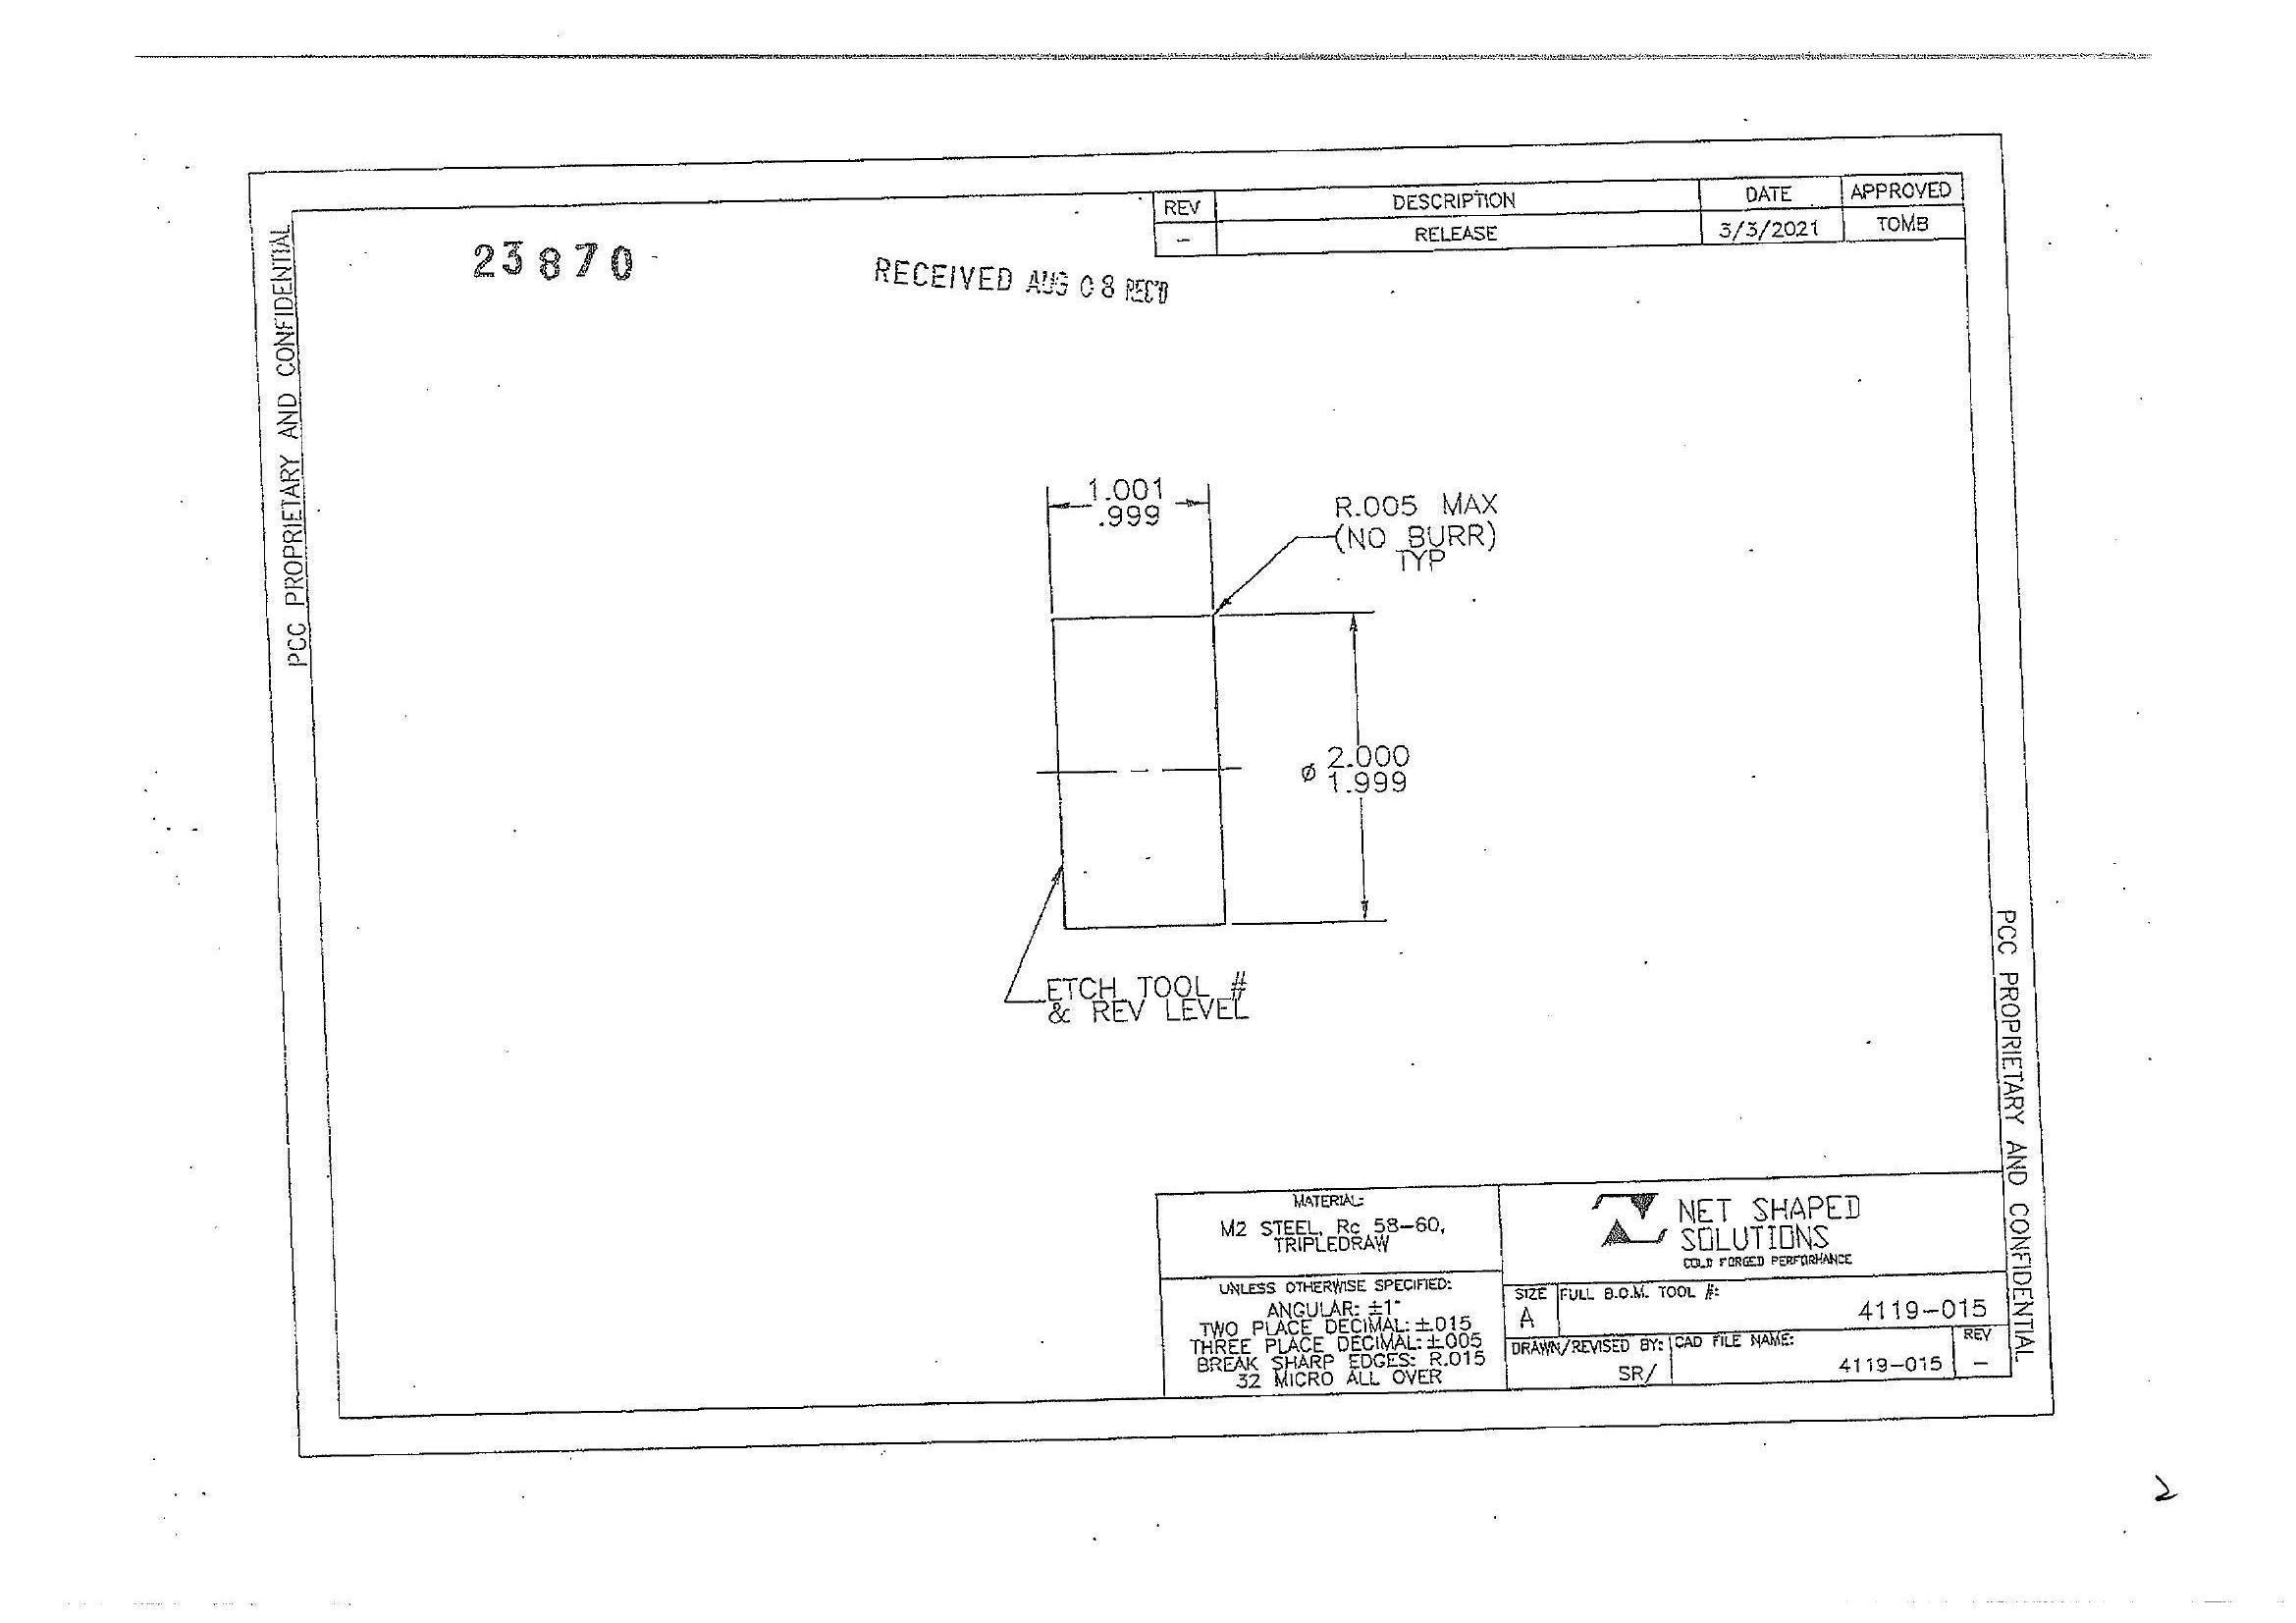 REV DESCRIPTION DATE APPROVED
- RELEASE 3/3/2021 TOMB
23870
RECEIVED AUG 08 REC'D
PCC PROPRIETARY AND CONFIDENTIAL
1.001
.999
R.005 MAX
(NO BURR)
TYP
2.000
⌀ 1.999
ETCH TOOL #
& REV LEVEL
PCC PROPRIETARY AND CONFIDENTIAL
MATERIAL:
M2 STEEL, Rc 58-60,
TRIPLEDRAW
UNLESS OTHERWISE SPECIFIED:
ANGULAR: ±1°
TWO PLACE DECIMAL: ±.015
THREE PLACE DECIMAL: ±.005
BREAK SHARP EDGES: R.015
32 MICRO ALL OVER
NET SHAPED
SOLUTIONS
COLD FORGED PERFORMANCE
SIZE FULL B.O.M. TOOL #:
A 4119-015
DRAWN/REVISED BY: CAD FILE NAME: REV
SR/ 4119-015 -
2